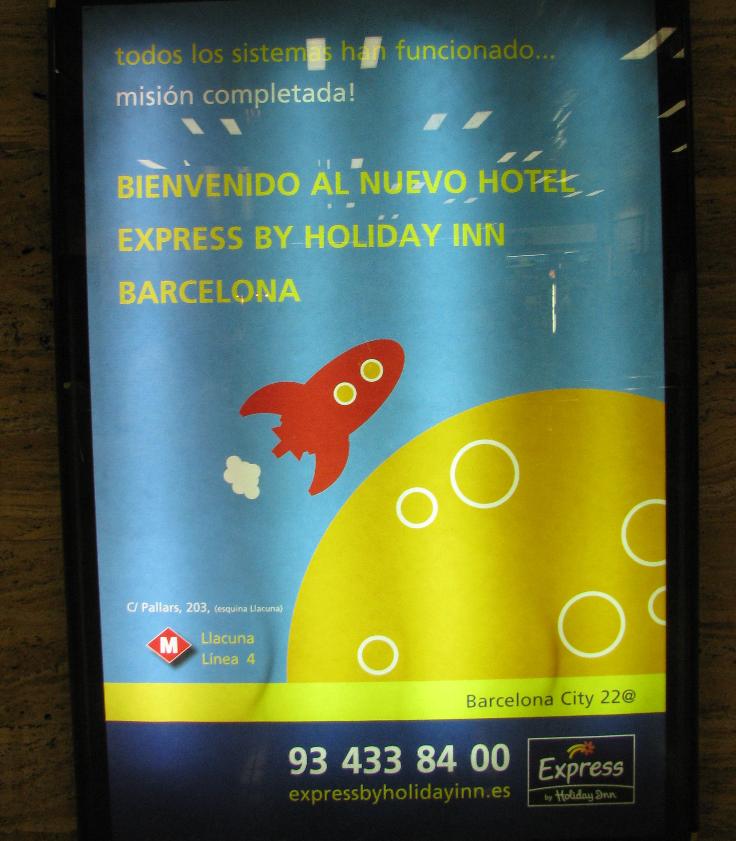 todos los sistemas han funcionado...
misión completada!
BIENVENIDO AL NUEVO HOTEL
EXPRESS BY HOLIDAY INN
BARCELONA
C/ Pallars, 203, (esquina Llacuna)
M
Llacuna
Línea 4
Barcelona City 22@
93 433 84 00
expressbyholidayinn.es
Express
by Holiday Inn